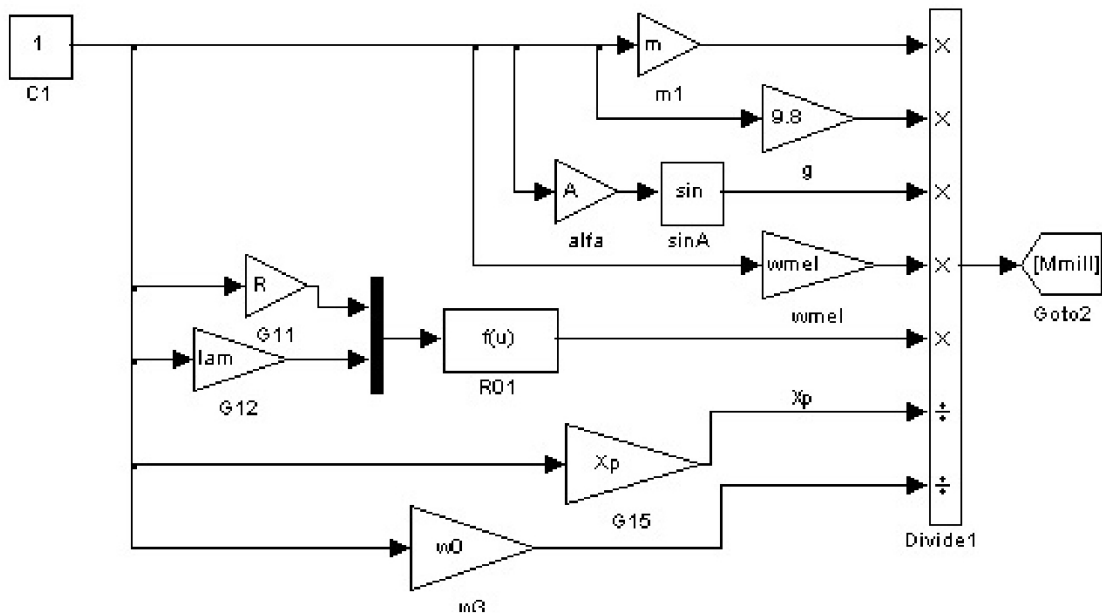 1
C1
m
m1
9.8
g
A
alfa
sin
sinA
wmel
wmel
R
G11
lam
G12
f(u)
R01
Xp
Xp
G15
w0
wG
×
×
×
×
×
÷
÷
Divide1
[Mmill]
Goto2